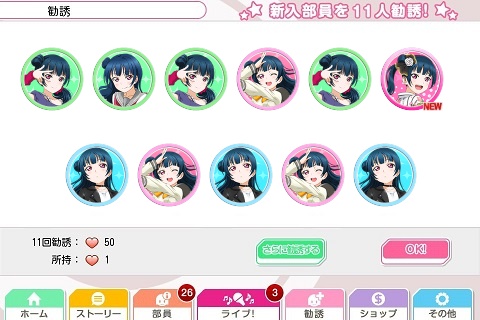 勧誘
新入部員を11人勧誘!
NEW
11回勧誘: 50
所持: 1
さらに勧誘する
OK!
26
3
ホーム
ストーリー
部員
ライブ!
勧誘
ショップ
その他